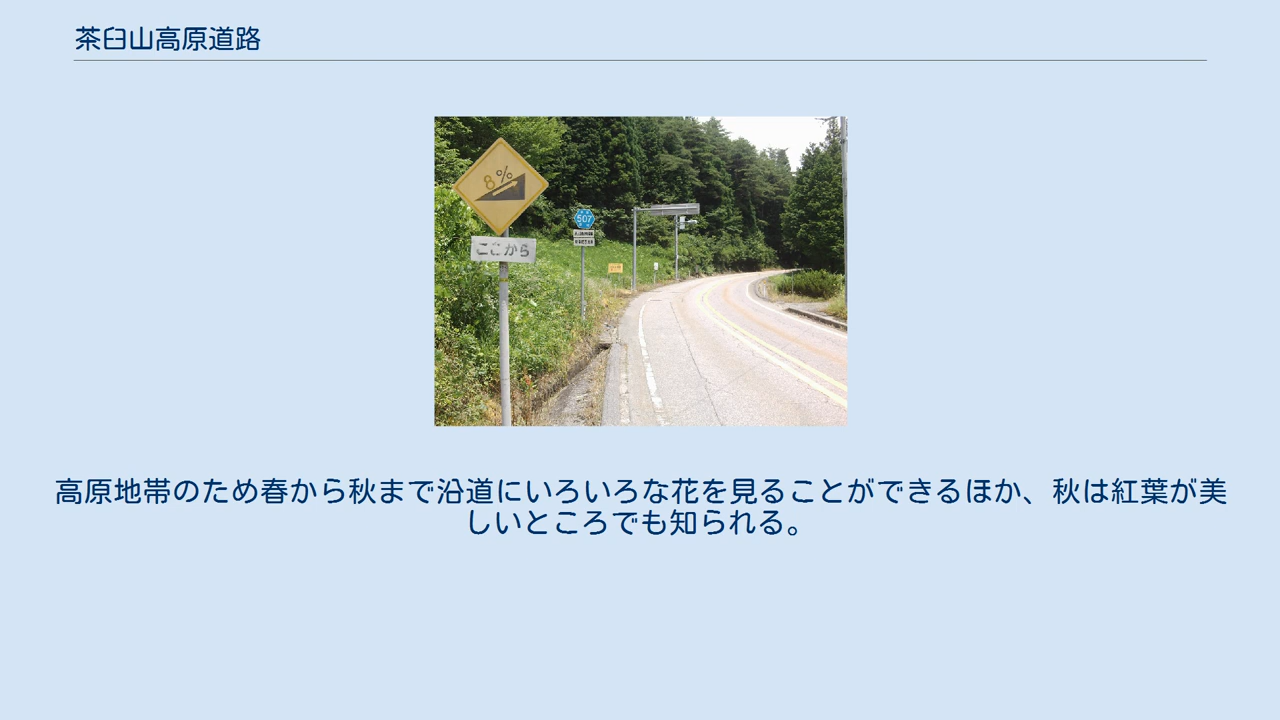 茶臼山高原道路
8%
ここから
507
高原地帯のため春から秋まで沿道にいろいろな花を見ることができるほか、秋は紅葉が美
しいところでも知られる。